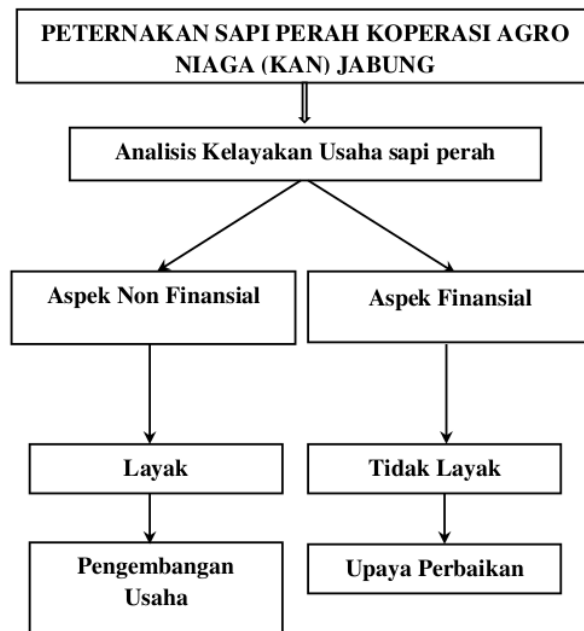 PETERNAKAN SAPI PERAH KOPERASI AGRO
NIAGA (KAN) JABUNG
Analisis Kelayakan Usaha sapi perah
Aspek Non Finansial
Aspek Finansial
Layak
Tidak Layak
Pengembangan
Usaha
Upaya Perbaikan